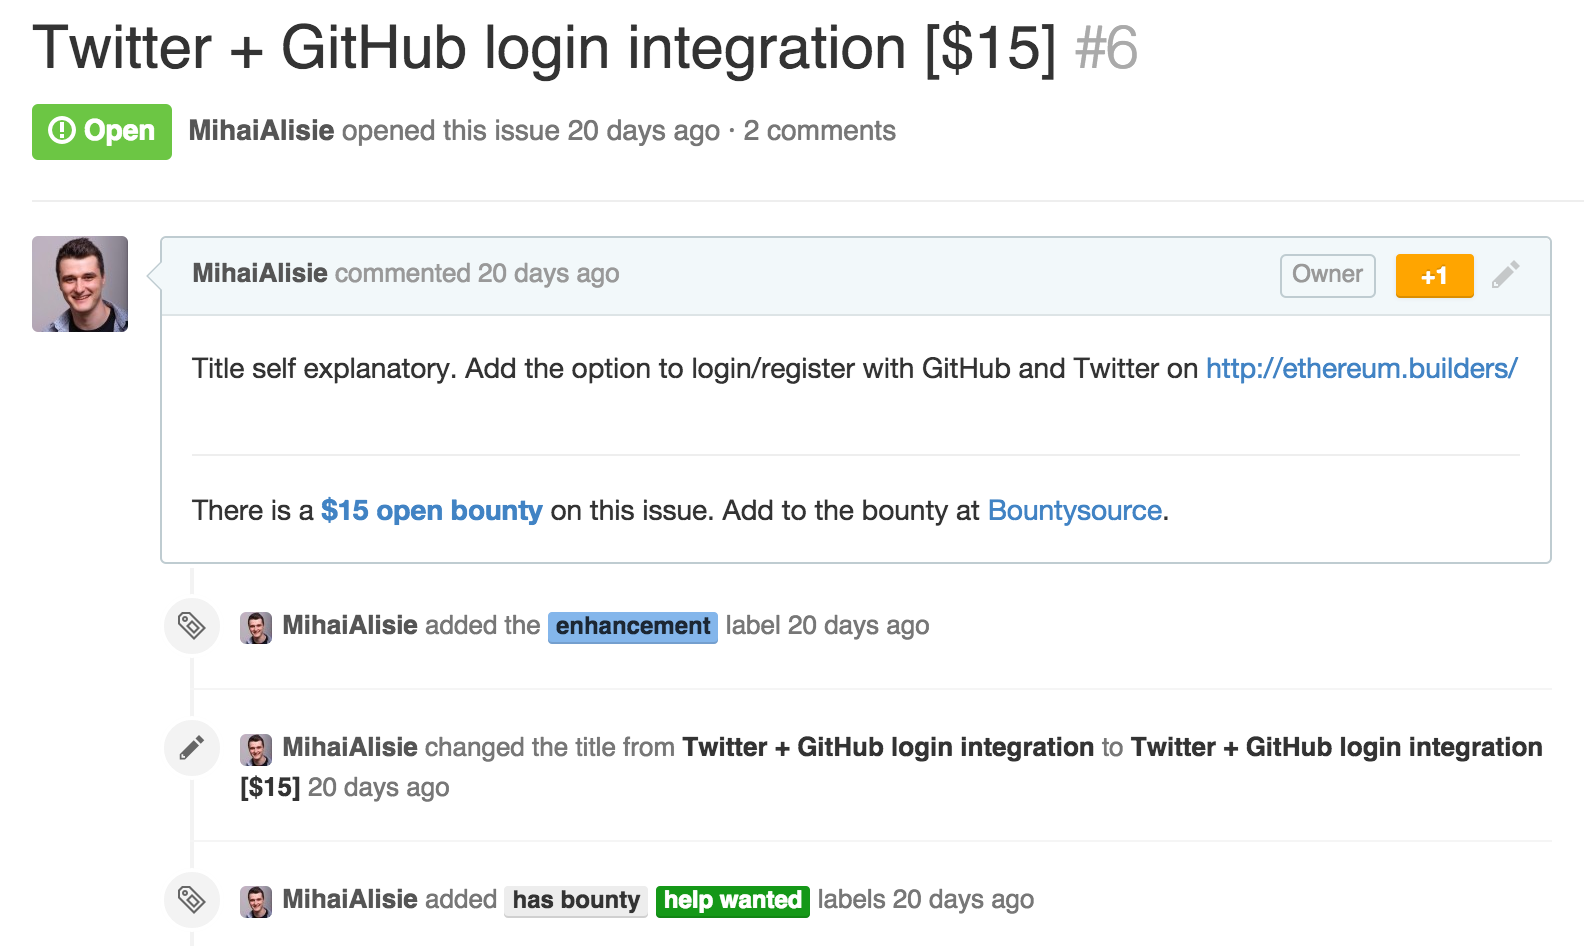 Twitter + GitHub login integration [$15] #6
Open MihaiAlisie opened this issue 20 days ago · 2 comments
MihaiAlisie commented 20 days ago Owner +1
Title self explanatory. Add the option to login/register with GitHub and Twitter on http://ethereum.builders/
There is a $15 open bounty on this issue. Add to the bounty at Bountysource.
MihaiAlisie added the enhancement label 20 days ago
MihaiAlisie changed the title from Twitter + GitHub login integration to Twitter + GitHub login integration
[$15] 20 days ago
MihaiAlisie added has bounty help wanted labels 20 days ago